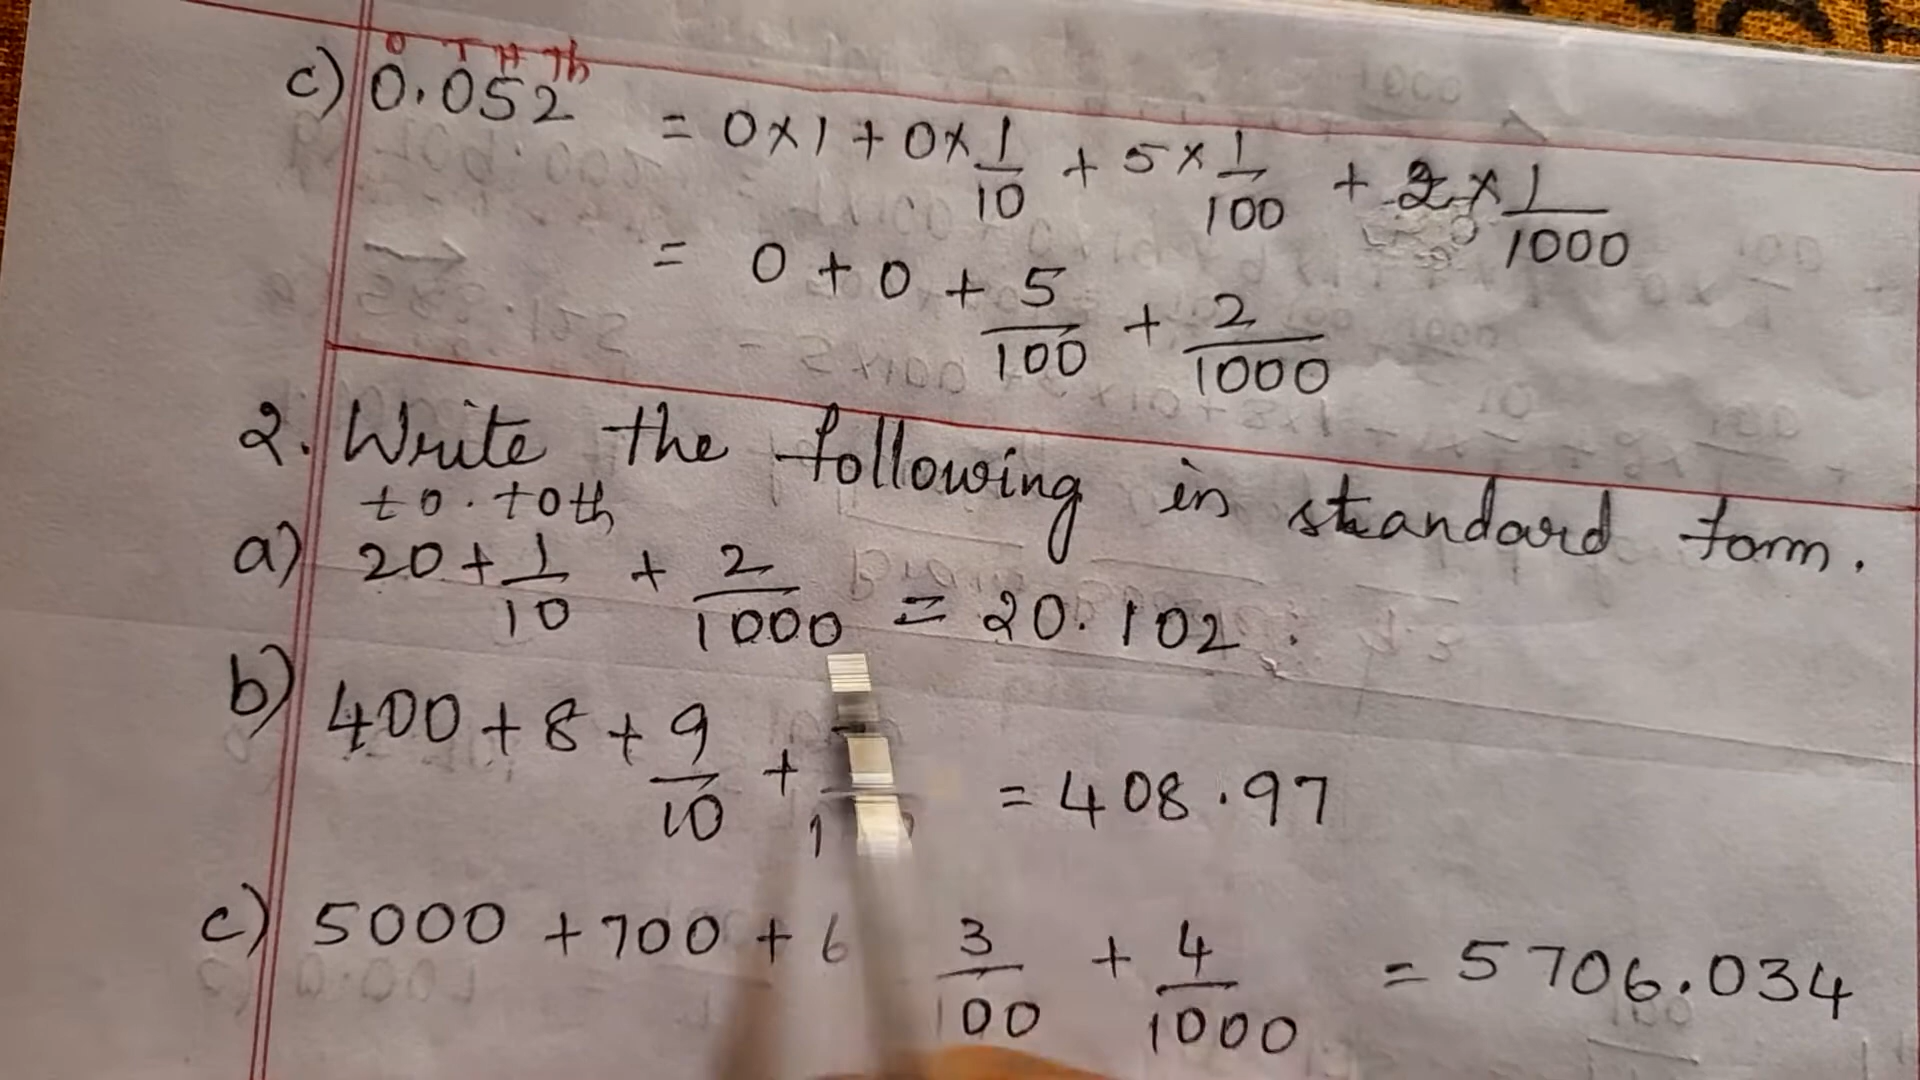 O T H Th
c) 0.052 = 0×1 + 0×1/10 + 5×1/100 + 2×1/1000
= 0 + 0 + 5/100 + 2/1000
2. Write the following in standard form.
t o . t o th
a) 20 + 1/10 + 2/1000 = 20.102
b) 400 + 8 + 9/10 + = 408.97
c) 5000 + 700 + 6 3/100 + 4/1000 = 5706.034